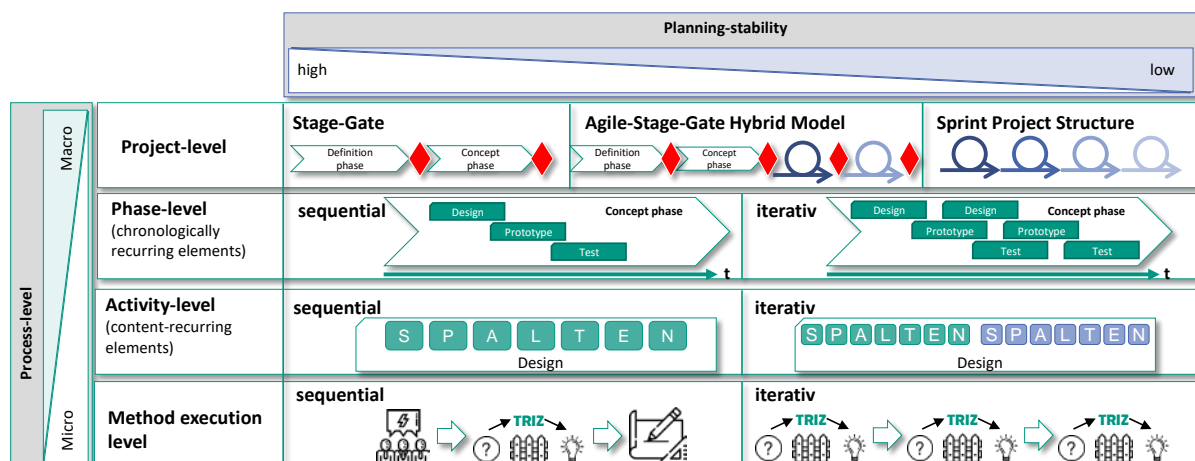 Planning-stability
high
low
Process-level
Macro
Micro
Project-level
Stage-Gate
Definition
phase
Concept
phase
Agile-Stage-Gate Hybrid Model
Definition
phase
Concept
phase
Sprint Project Structure
Phase-level
(chronologically
recurring elements)
sequential
Design
Prototype
Test
Concept phase
t
iterativ
Design
Design
Prototype
Prototype
Test
Test
Concept phase
t
Activity-level
(content-recurring
elements)
sequential
S P A L T E N
Design
iterativ
S P A L T E N S P A L T E N
Design
Method execution
level
sequential
TRIZ
?
iterativ
TRIZ
?
TRIZ
?
TRIZ
?